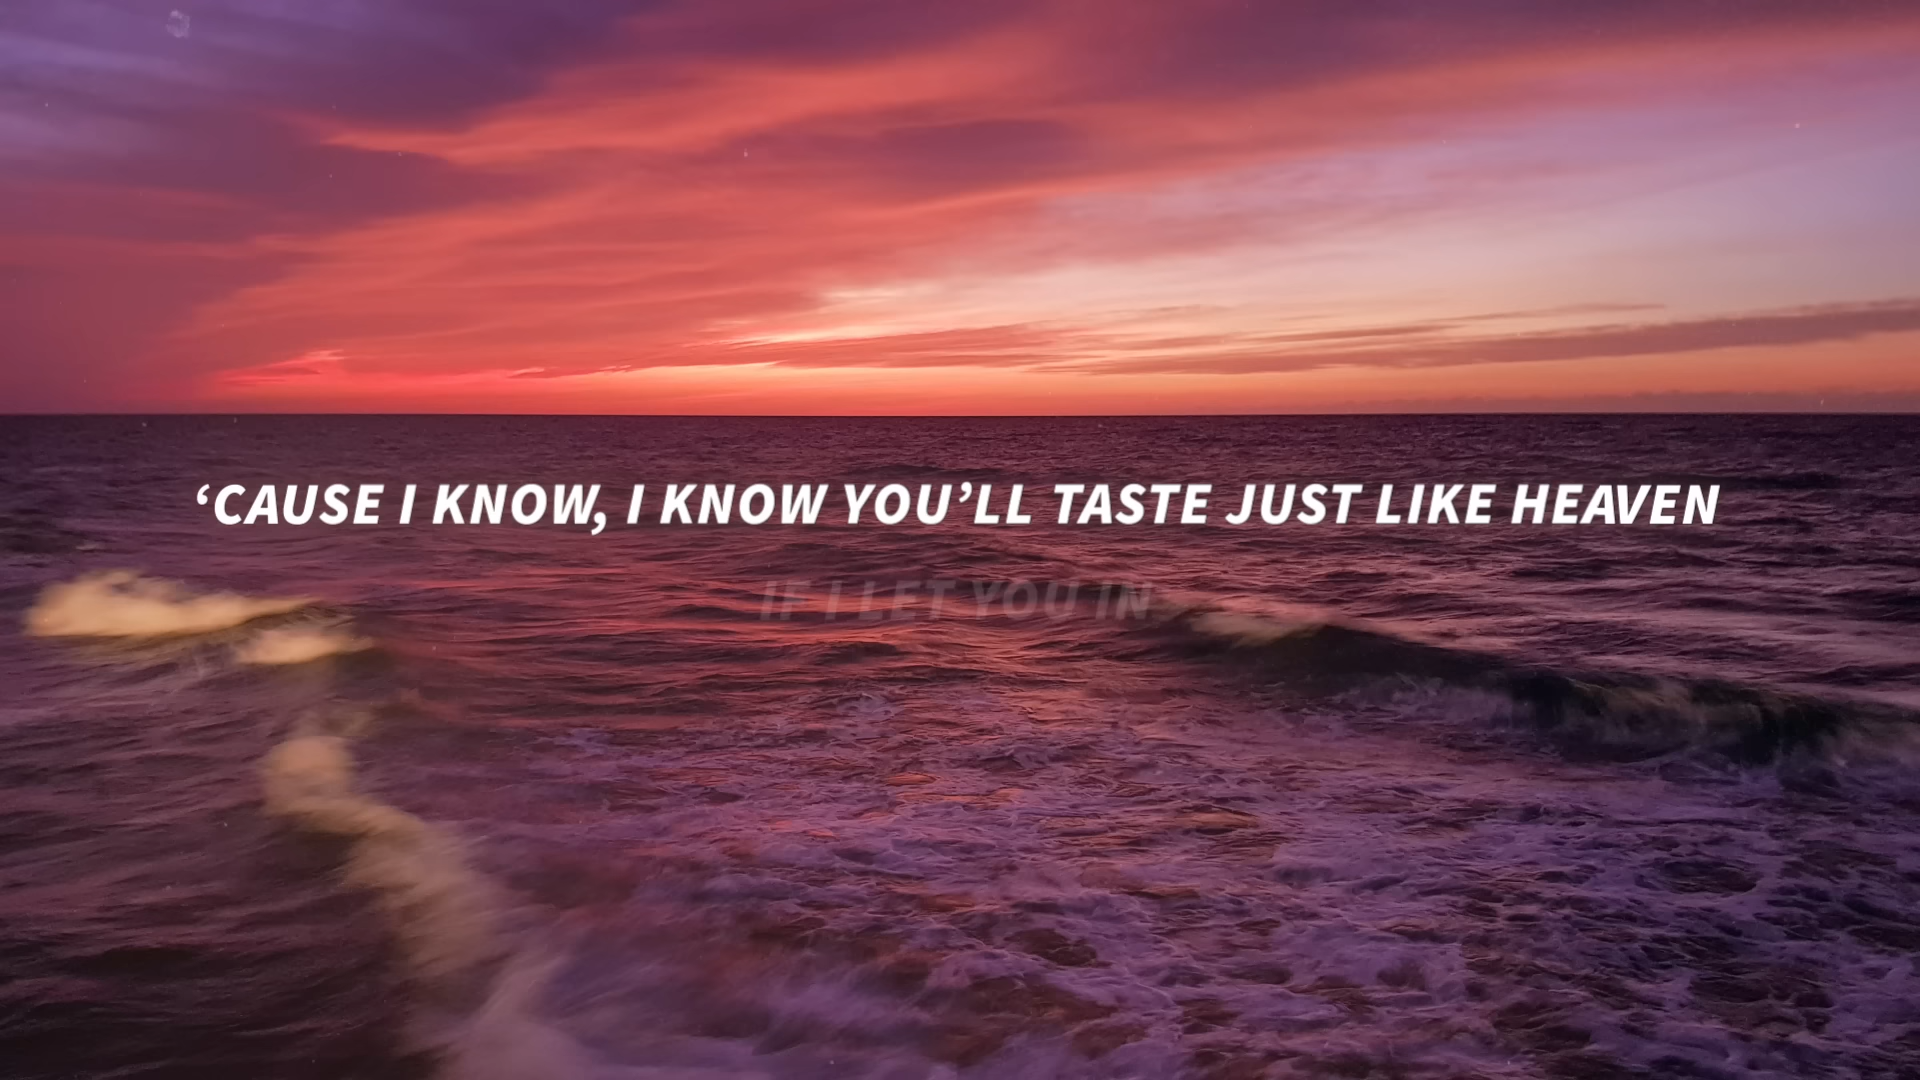 ‘CAUSE I KNOW, I KNOW YOU’LL TASTE JUST LIKE HEAVEN
IF I LET YOU IN